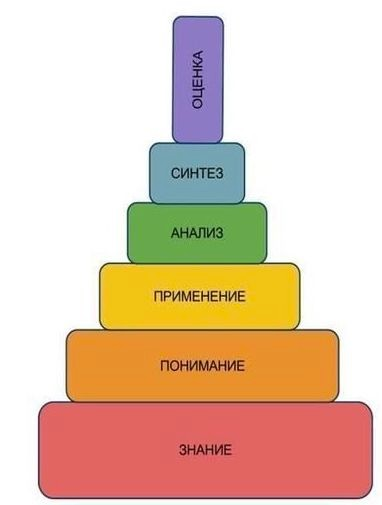 ОЦЕНКА
СИНТЕЗ
АНАЛИЗ
ПРИМЕНЕНИЕ
ПОНИМАНИЕ
ЗНАНИЕ